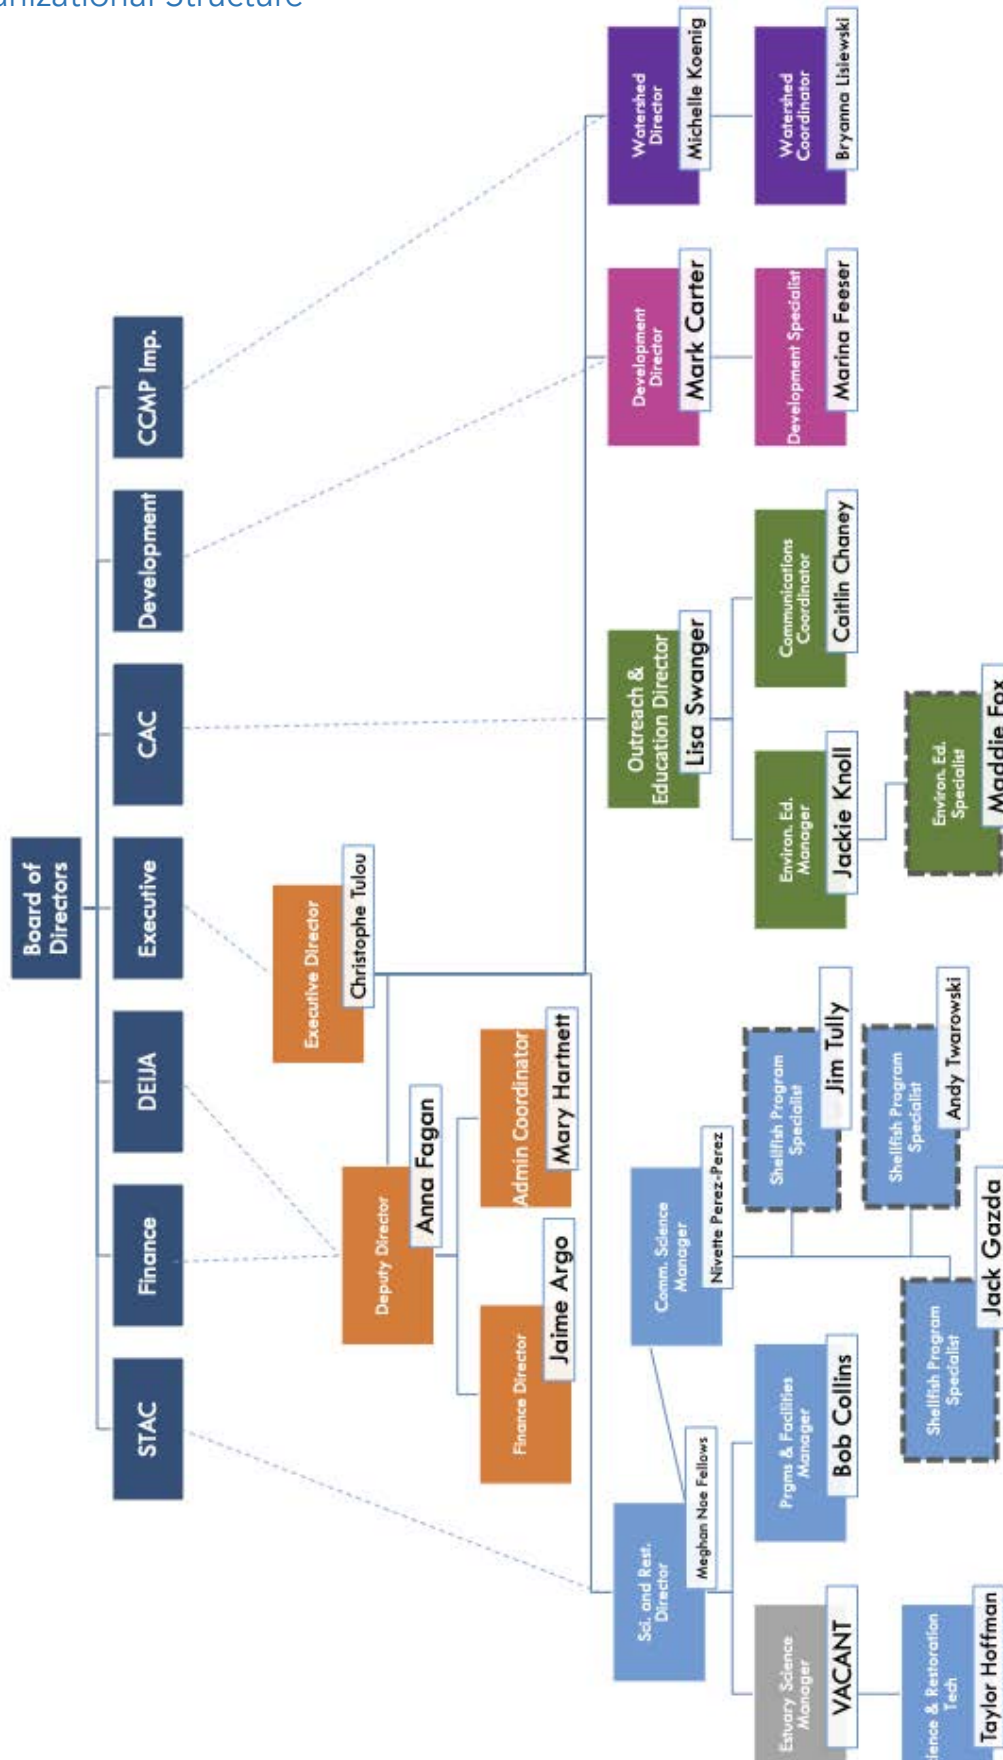 Organizational Structure
Board of
Directors
STAC
Finance
DEIJA
Executive
CAC
Development
CCMP Imp.
Executive Director
Christophe Tulou
Deputy Director
Anna Fagan
Finance Director
Jaime Argo
Admin Coordinator
Mary Hartnett
Sci. and Rest.
Director
Meghan Noe Fellows
Comm. Science
Manager
Nivette Perez-Perez
Outreach &
Education Director
Lisa Swanger
Development
Director
Mark Carter
Watershed
Director
Michelle Koenig
Estuary Science
Manager
VACANT
Prgms & Facilities
Manager
Bob Collins
Shellfish Program
Specialist
Jim Tully
Environ. Ed.
Manager
Jackie Knoll
Communications
Coordinator
Caitlin Chaney
Development Specialist
Marina Feeser
Watershed
Coordinator
Bryanna Lisiewski
Shellfish Program
Specialist
Andy Twarowski
ience & Restoration
Tech
Taylor Hoffman
Shellfish Program
Specialist
Jack Gazda
Environ. Ed.
Specialist
Maddie Fox